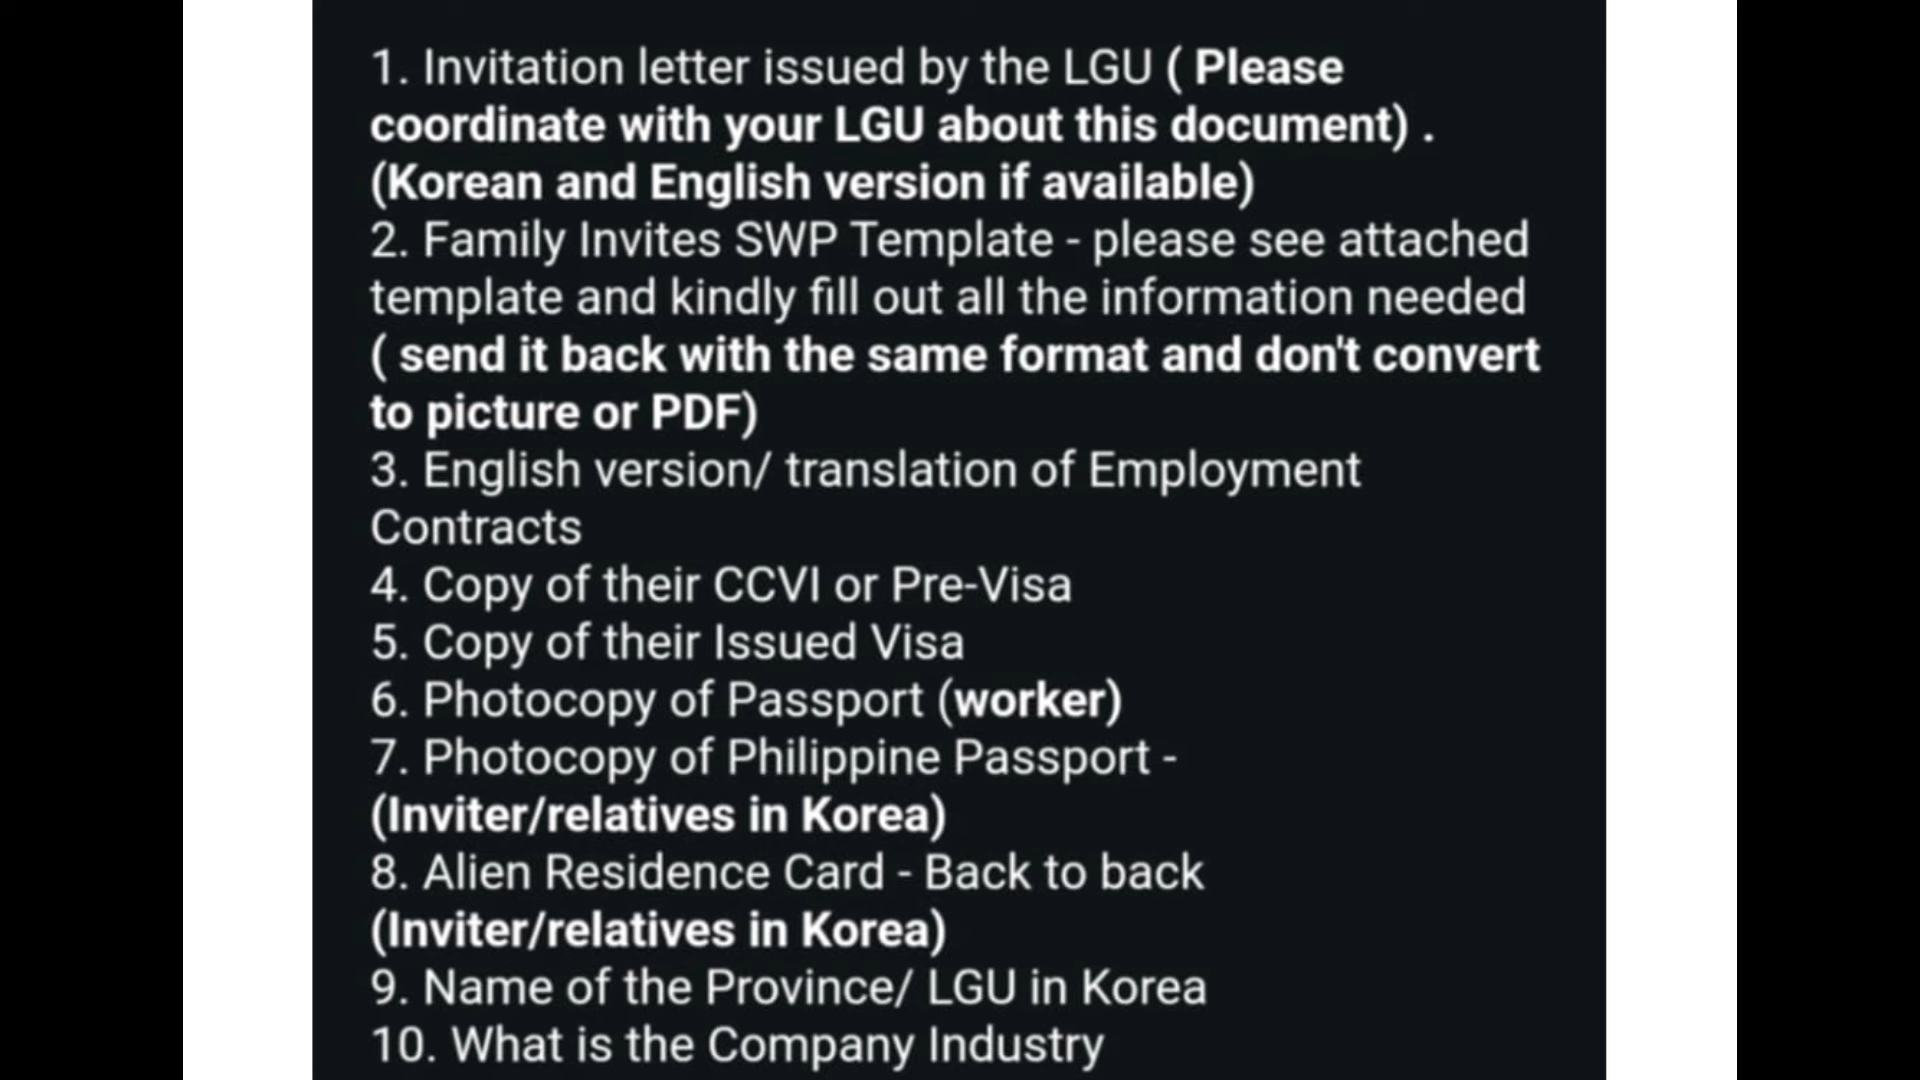 1. Invitation letter issued by the LGU ( Please
coordinate with your LGU about this document) .
(Korean and English version if available)
2. Family Invites SWP Template - please see attached
template and kindly fill out all the information needed
( send it back with the same format and don't convert
to picture or PDF)
3. English version/ translation of Employment
Contracts
4. Copy of their CCVI or Pre-Visa
5. Copy of their Issued Visa
6. Photocopy of Passport (worker)
7. Photocopy of Philippine Passport -
(Inviter/relatives in Korea)
8. Alien Residence Card - Back to back
(Inviter/relatives in Korea)
9. Name of the Province/ LGU in Korea
10. What is the Company Industry